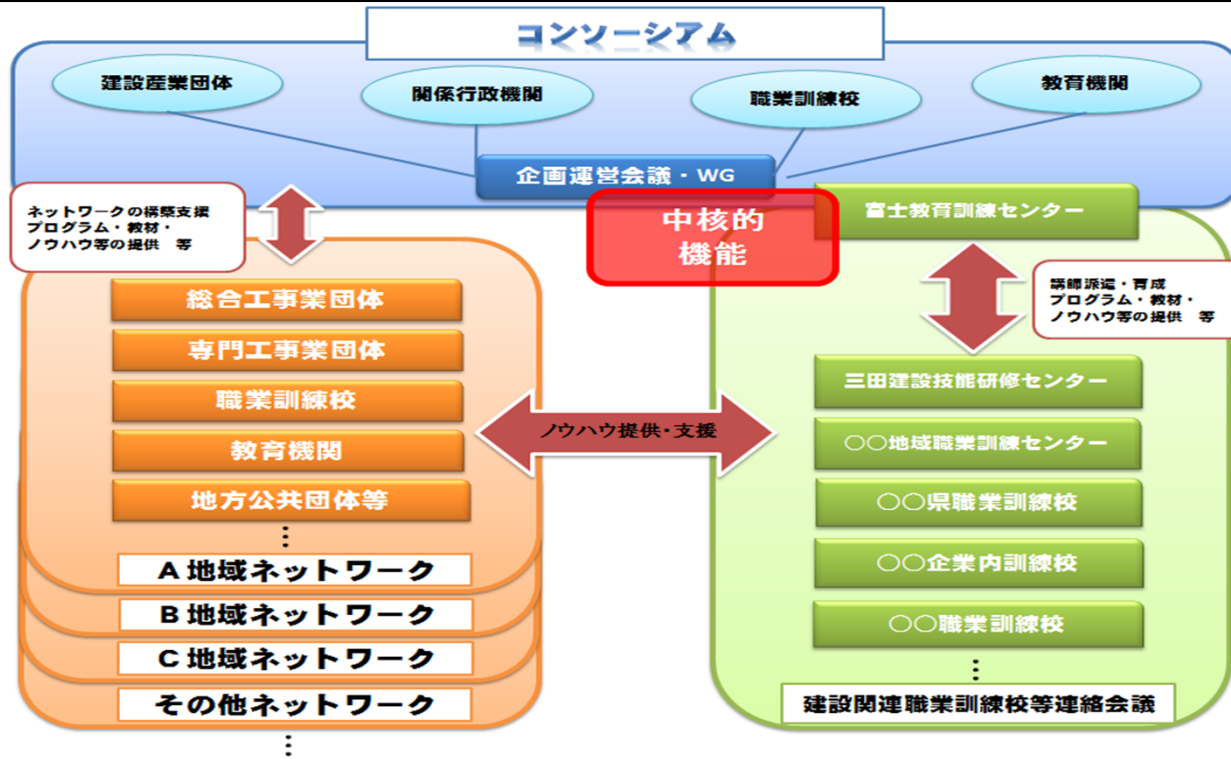 コンソーシアム
建設産業団体
関係行政機関
職業訓練校
教育機関
企画運営会議・WG
中核的
機能
富士教育訓練センター
ネットワークの構築支援
プログラム・教材・
ノウハウ等の提供　等
講師派遣・育成
プログラム・教材・
ノウハウ等の提供　等
総合工事業団体
専門工事業団体
職業訓練校
教育機関
地方公共団体等
⋮
A地域ネットワーク
B地域ネットワーク
C地域ネットワーク
その他ネットワーク
⋮
ノウハウ提供・支援
三田建設技能研修センター
○○地域職業訓練センター
○○県職業訓練校
○○企業内訓練校
○○職業訓練校
⋮
建設関連職業訓練校等連絡会議